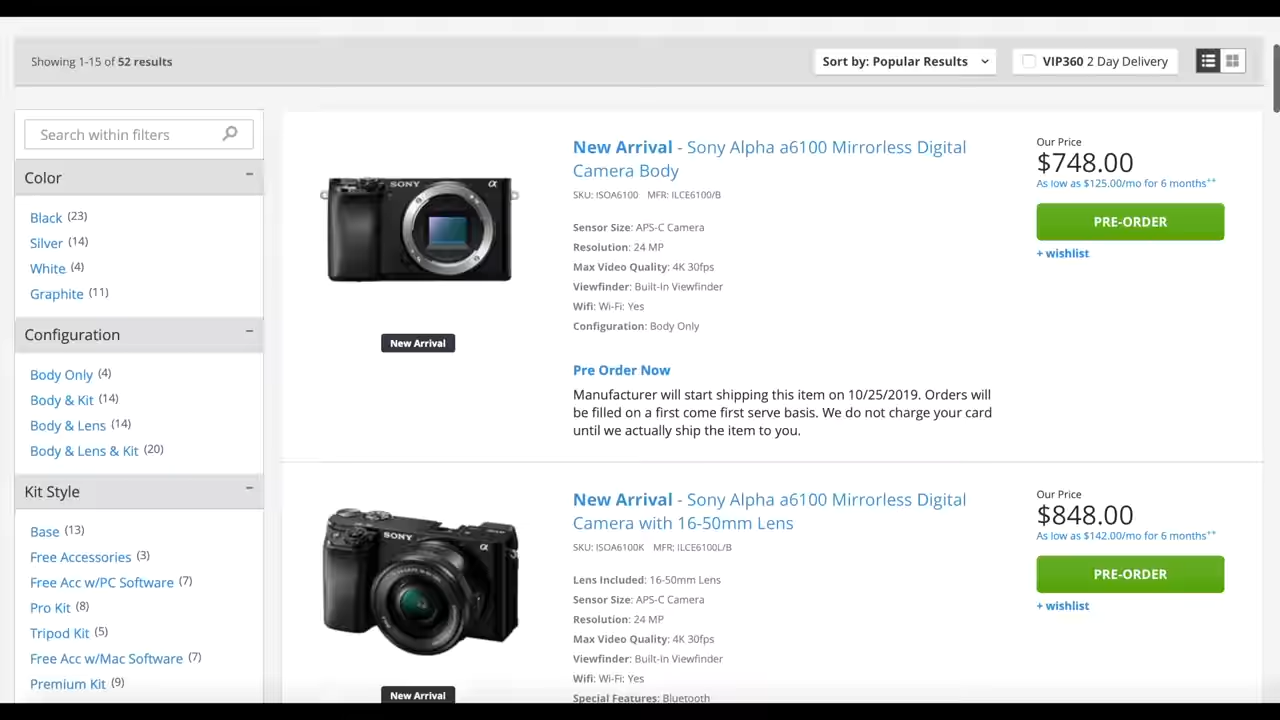 Showing 1-15 of 52 results
Sort by: Popular Results
VIP360 2 Day Delivery
Search within filters
Color
Black (23)
Silver (14)
White (4)
Graphite (11)
Configuration
Body Only (4)
Body & Kit (14)
Body & Lens (14)
Body & Lens & Kit (20)
Kit Style
Base (13)
Free Accessories (3)
Free Acc w/PC Software (7)
Pro Kit (8)
Tripod Kit (5)
Free Acc w/Mac Software (7)
Premium Kit (9)
SONY α
New Arrival
New Arrival - Sony Alpha a6100 Mirrorless Digital
Camera Body
SKU: ISOA6100 MFR: ILCE6100/B
Sensor Size: APS-C Camera
Resolution: 24 MP
Max Video Quality: 4K 30fps
Viewfinder: Built-In Viewfinder
Wifi: Wi-Fi: Yes
Configuration: Body Only
Pre Order Now
Manufacturer will start shipping this item on 10/25/2019. Orders will
be filled on a first come first serve basis. We do not charge your card
until we actually ship the item to you.
Our Price
$748.00
As low as $125.00/mo for 6 months++
PRE-ORDER
+ wishlist
SONY α
New Arrival
New Arrival - Sony Alpha a6100 Mirrorless Digital
Camera with 16-50mm Lens
SKU: ISOA6100K MFR: ILCE6100L/B
Lens Included: 16-50mm Lens
Sensor Size: APS-C Camera
Resolution: 24 MP
Max Video Quality: 4K 30fps
Viewfinder: Built-In Viewfinder
Wifi: Wi-Fi: Yes
Special Features: Bluetooth
Our Price
$848.00
As low as $142.00/mo for 6 months++
PRE-ORDER
+ wishlist